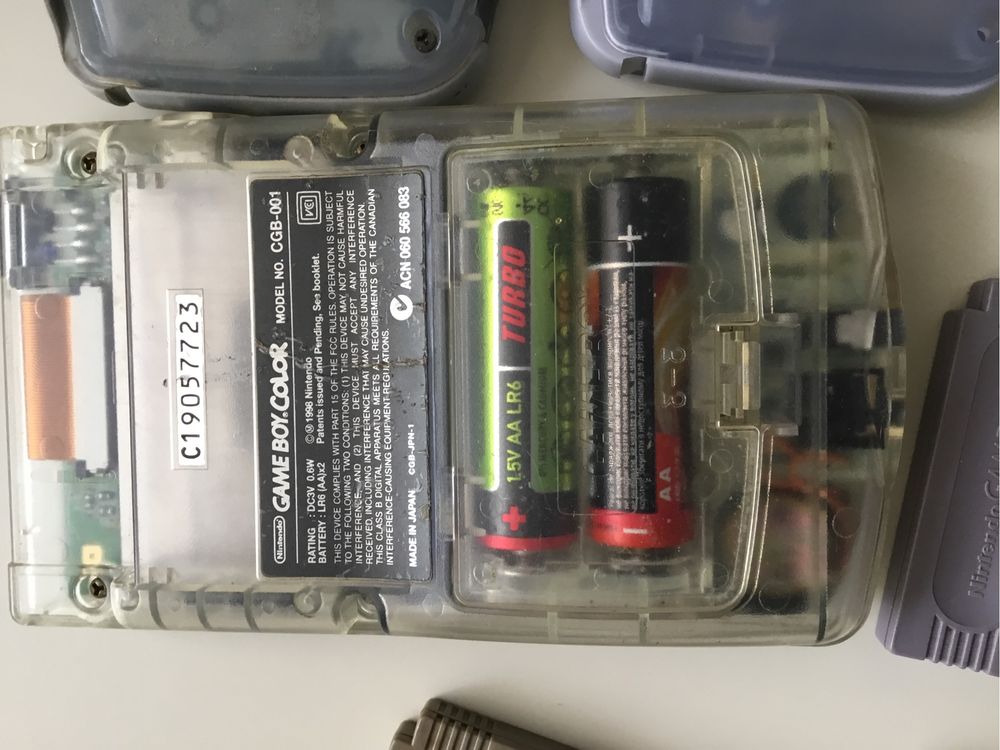 C19057723
Nintendo GAME BOY COLOR MODEL NO. CGB-001
RATING : DC3V 0.6W ©Ⓜ1998 Nintendo
BATTERY : LR6 (AA)x2 Patents issued and Pending, See booklet.
VCI
THIS DEVICE COMPLIES WITH PART 15 OF THE FCC RULES. OPERATION IS SUBJECT
TO THE FOLLOWING TWO CONDITIONS: (1) THIS DEVICE MAY NOT CAUSE HARMFUL
INTERFERENCE, AND (2) THIS DEVICE MUST ACCEPT ANY INTERFERENCE
RECEIVED, INCLUDING INTERFERENCE THAT MAY CAUSE UNDESIRED OPERATION.
THIS CLASS B DIGITAL APPARATUS MEETS ALL REQUIREMENTS OF THE CANADIAN
INTERFERENCE-CAUSING EQUIPMENT REGULATIONS.
MADE IN JAPAN CGB-JPN-1 ACN 060 566 083
+ 1.5V AA LR6 TURBO
AA
+
Nintendo GAM